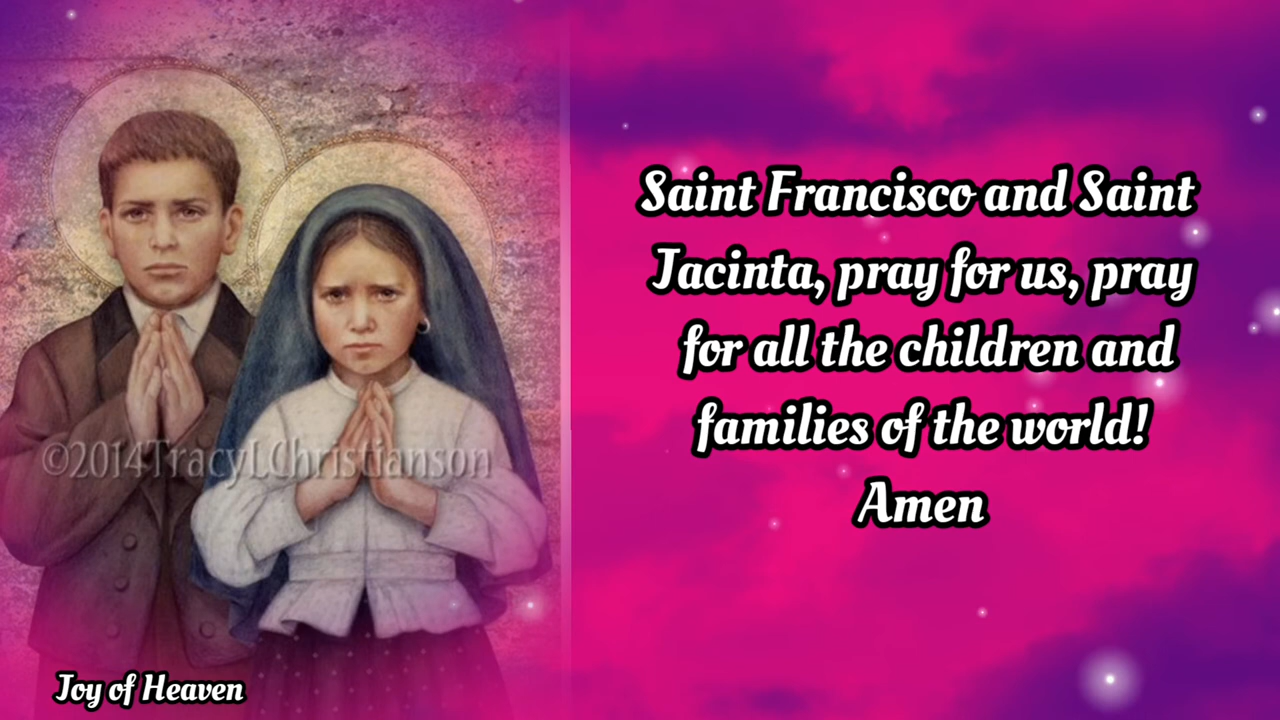 Saint Francisco and Saint
Jacinta, pray for us, pray
for all the children and
families of the world!
Amen
©2014TracyLChristianson
Joy of Heaven